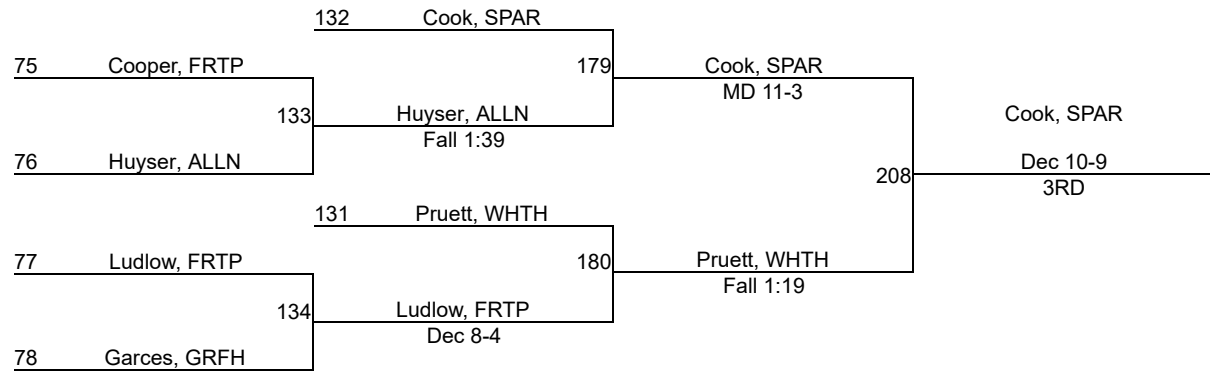 132 Cook, SPAR
75 Cooper, FRTP
179 Cook, SPAR
MD 11-3
133 Huyser, ALLN
Fall 1:39
Cook, SPAR
76 Huyser, ALLN
Dec 10-9
208
3RD
131 Pruett, WHTH
77 Ludlow, FRTP
180 Pruett, WHTH
Fall 1:19
134 Ludlow, FRTP
Dec 8-4
78 Garces, GRFH